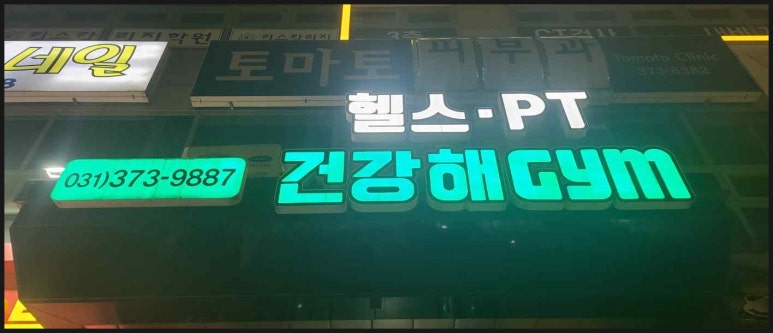 네일
토마토 피부과
Tomato Clinic
373-6363
헬스·PT
031)373-9887
건강해GYM